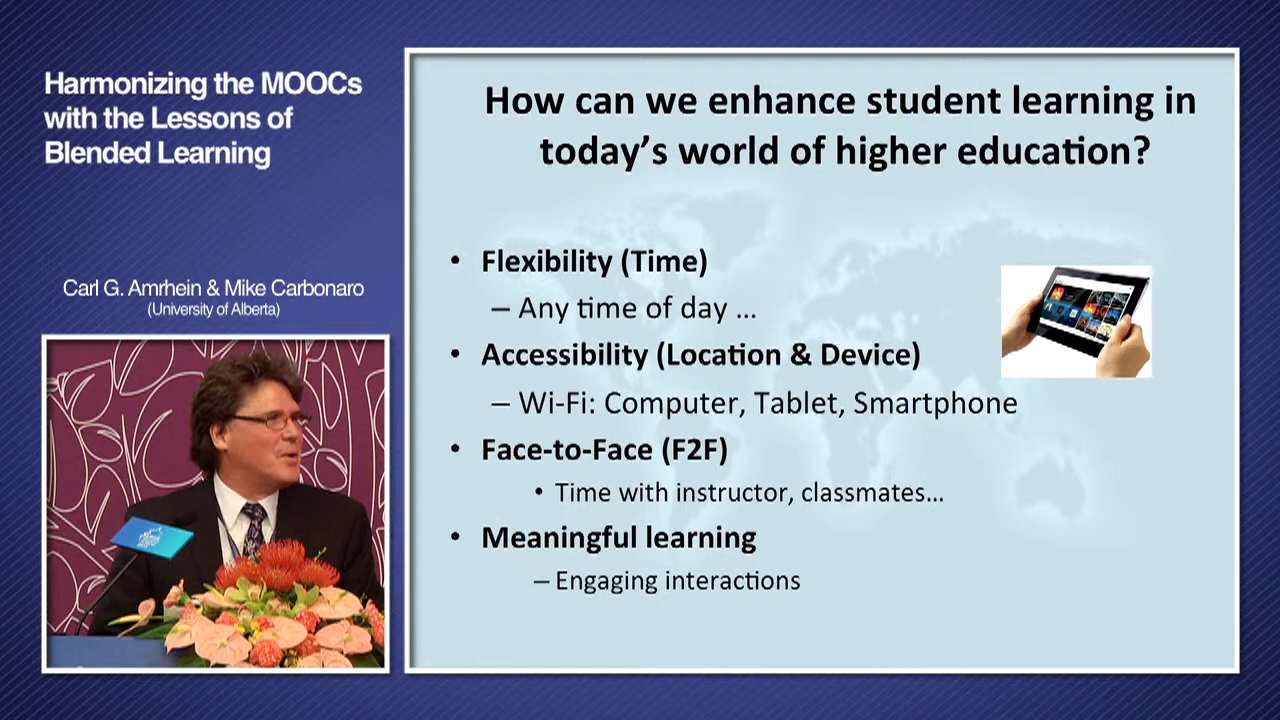 Harmonizing the MOOCs
with the Lessons of
Blended Learning
Carl G. Amrhein & Mike Carbonaro
(University of Alberta)
How can we enhance student learning in
today’s world of higher education?
• Flexibility (Time)
– Any time of day …
• Accessibility (Location & Device)
– Wi-Fi: Computer, Tablet, Smartphone
• Face-to-Face (F2F)
• Time with instructor, classmates…
• Meaningful learning
– Engaging interactions